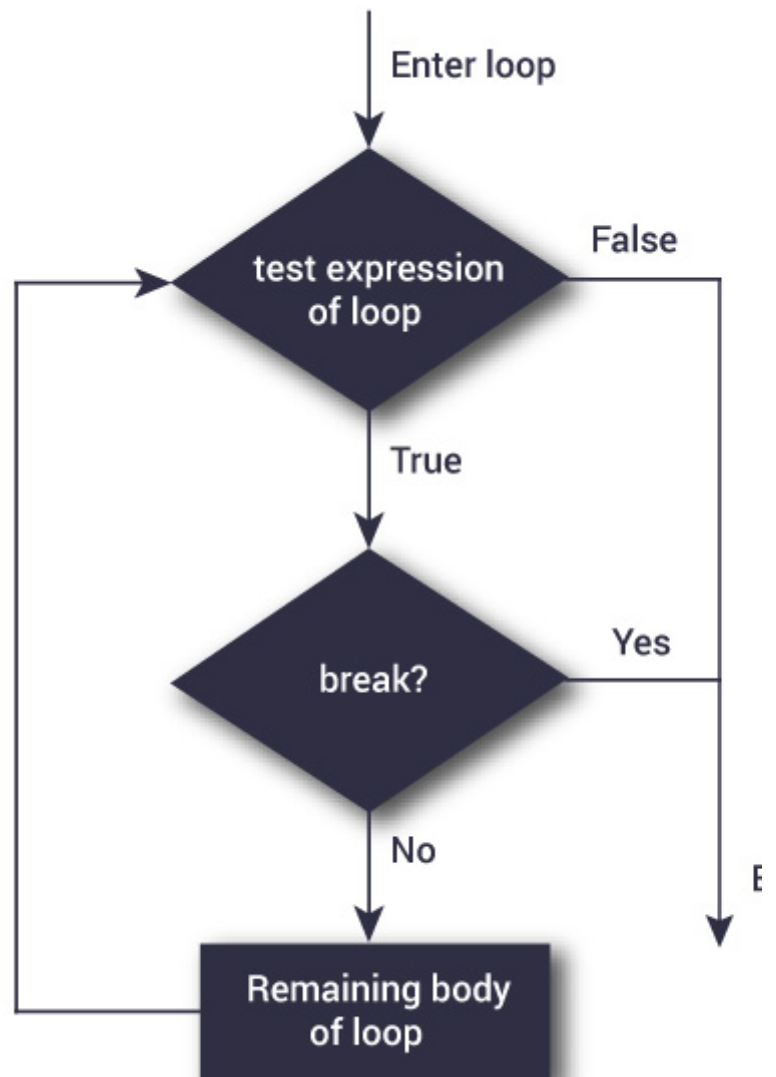 Enter loop
test expression
of loop
False
True
break?
Yes
No
Remaining body
of loop